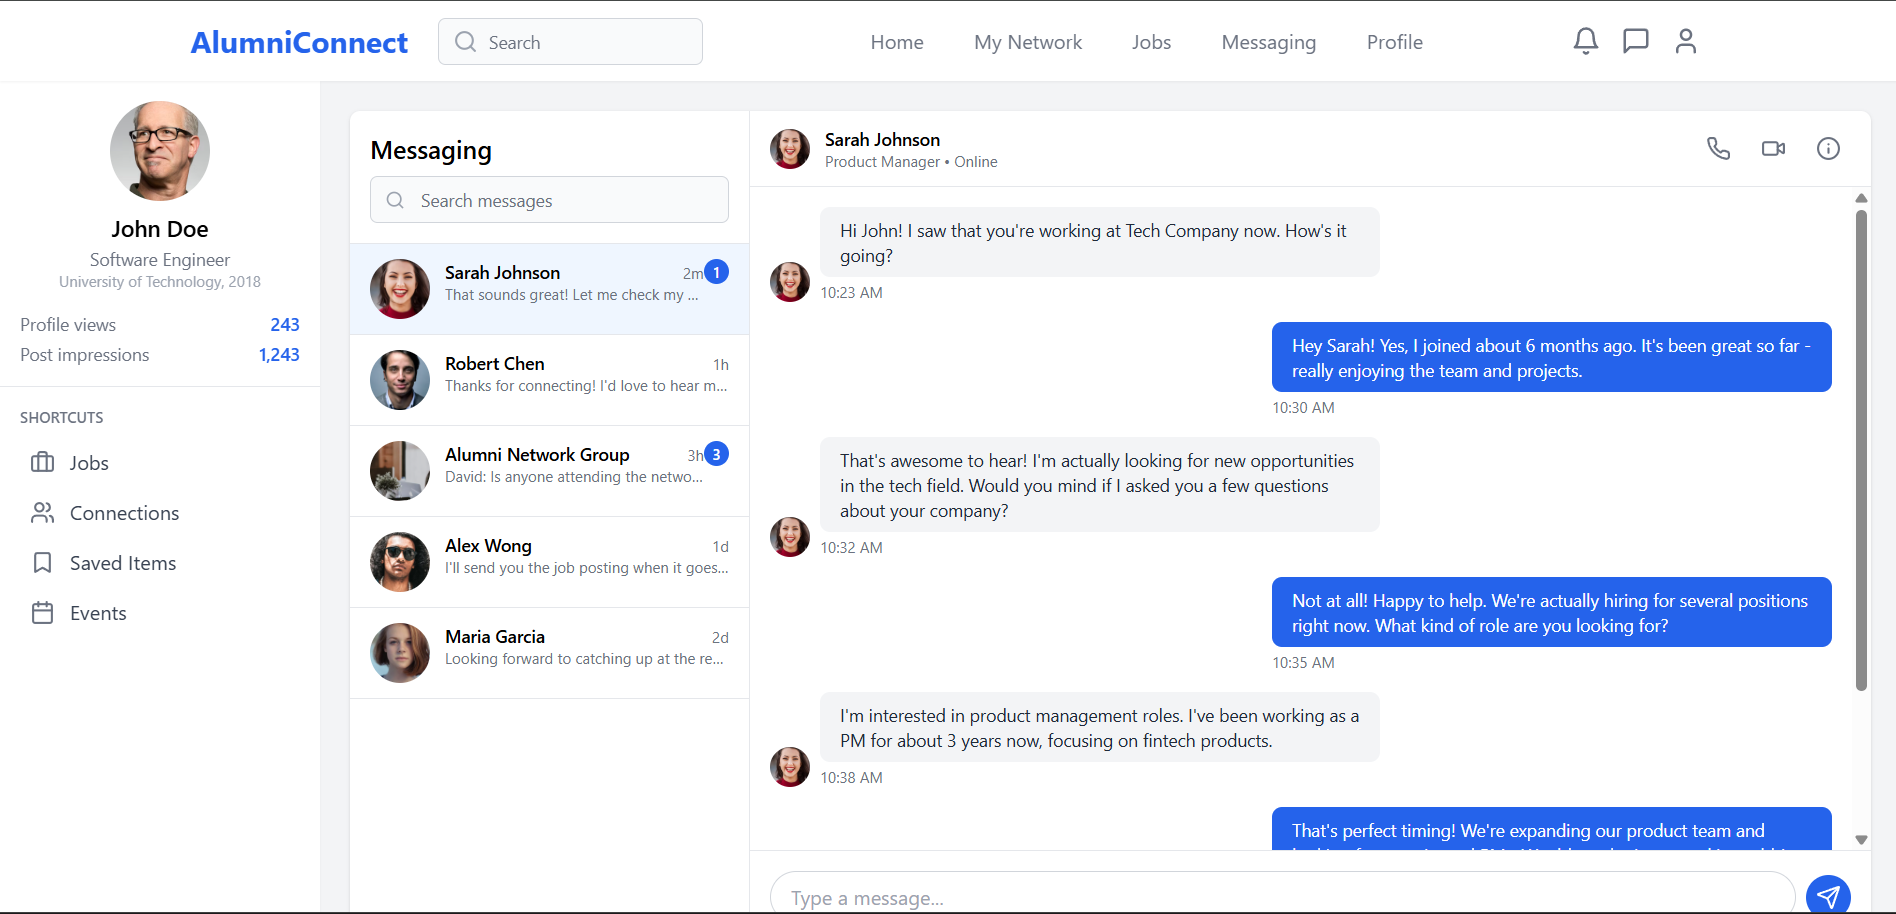 AlumniConnect
Search
Home
My Network
Jobs
Messaging
Profile
John Doe
Software Engineer
University of Technology, 2018
Profile views 243
Post impressions 1,243
SHORTCUTS
Jobs
Connections
Saved Items
Events
Messaging
Search messages
Sarah Johnson 2m 1
That sounds great! Let me check my ...
Robert Chen 1h
Thanks for connecting! I'd love to hear m...
Alumni Network Group 3h 3
David: Is anyone attending the netwo...
Alex Wong 1d
I'll send you the job posting when it goes...
Maria Garcia 2d
Looking forward to catching up at the re...
Sarah Johnson
Product Manager • Online
Hi John! I saw that you're working at Tech Company now. How's it
going?
10:23 AM
Hey Sarah! Yes, I joined about 6 months ago. It's been great so far -
really enjoying the team and projects.
10:30 AM
That's awesome to hear! I'm actually looking for new opportunities
in the tech field. Would you mind if I asked you a few questions
about your company?
10:32 AM
Not at all! Happy to help. We're actually hiring for several positions
right now. What kind of role are you looking for?
10:35 AM
I'm interested in product management roles. I've been working as a
PM for about 3 years now, focusing on fintech products.
10:38 AM
That's perfect timing! We're expanding our product team and
Type a message...